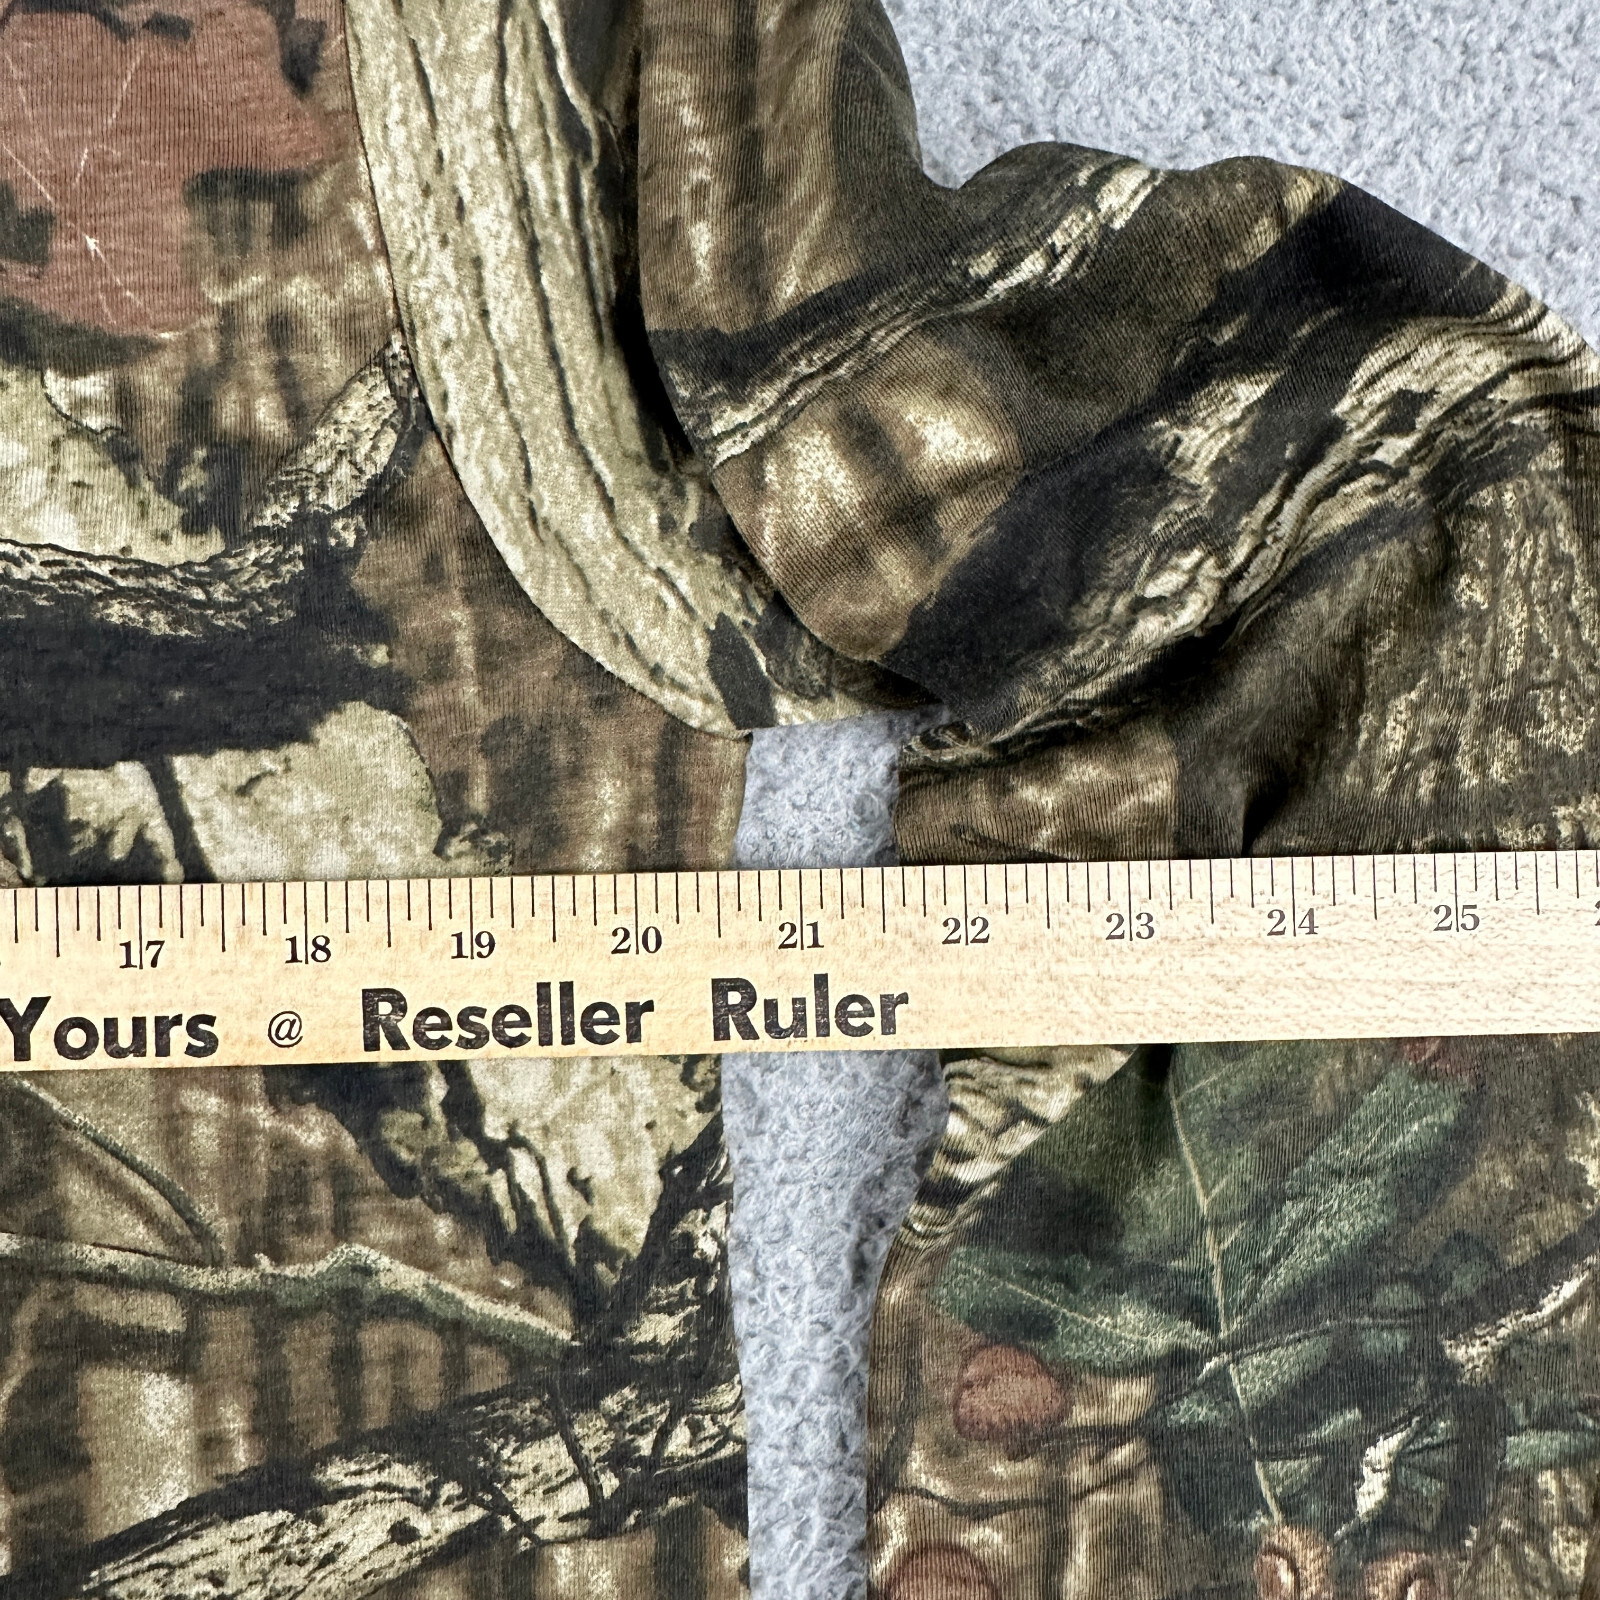 17 18 19 20 21 22 23 24 25
Yours @ Reseller Ruler